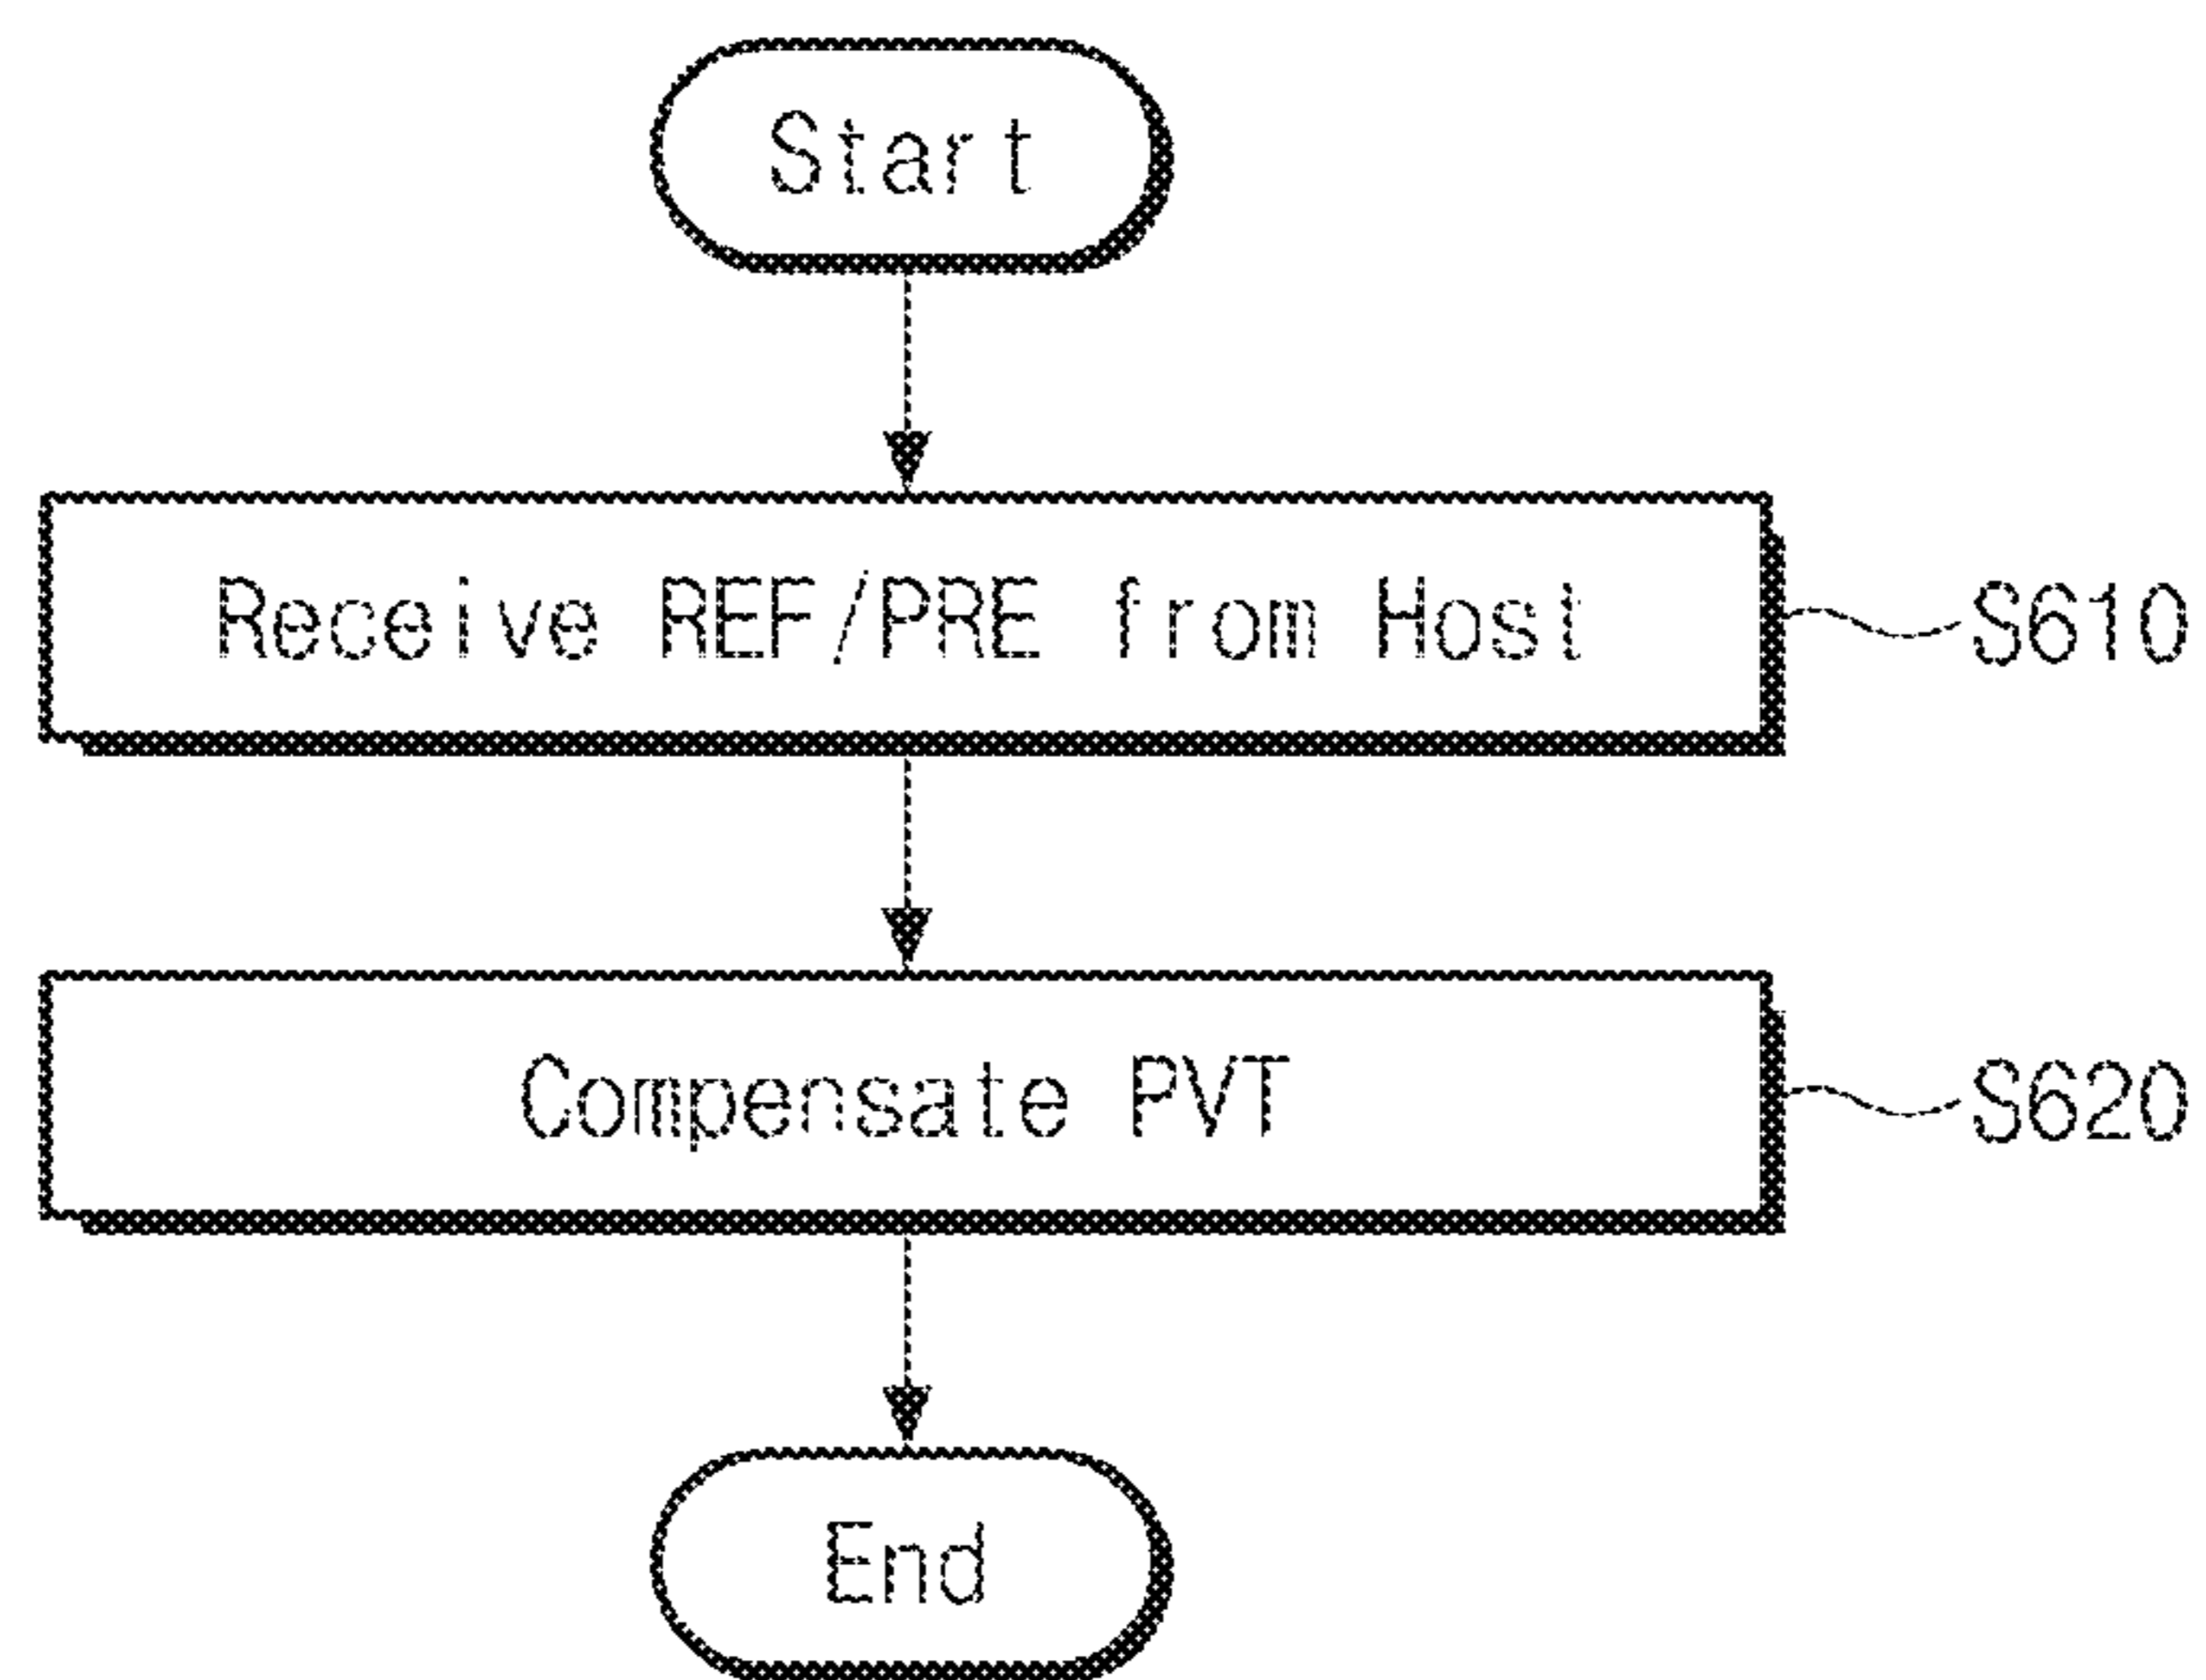 Start
Receive REF/PRE from Host
S610
Compensate PVT
S620
End